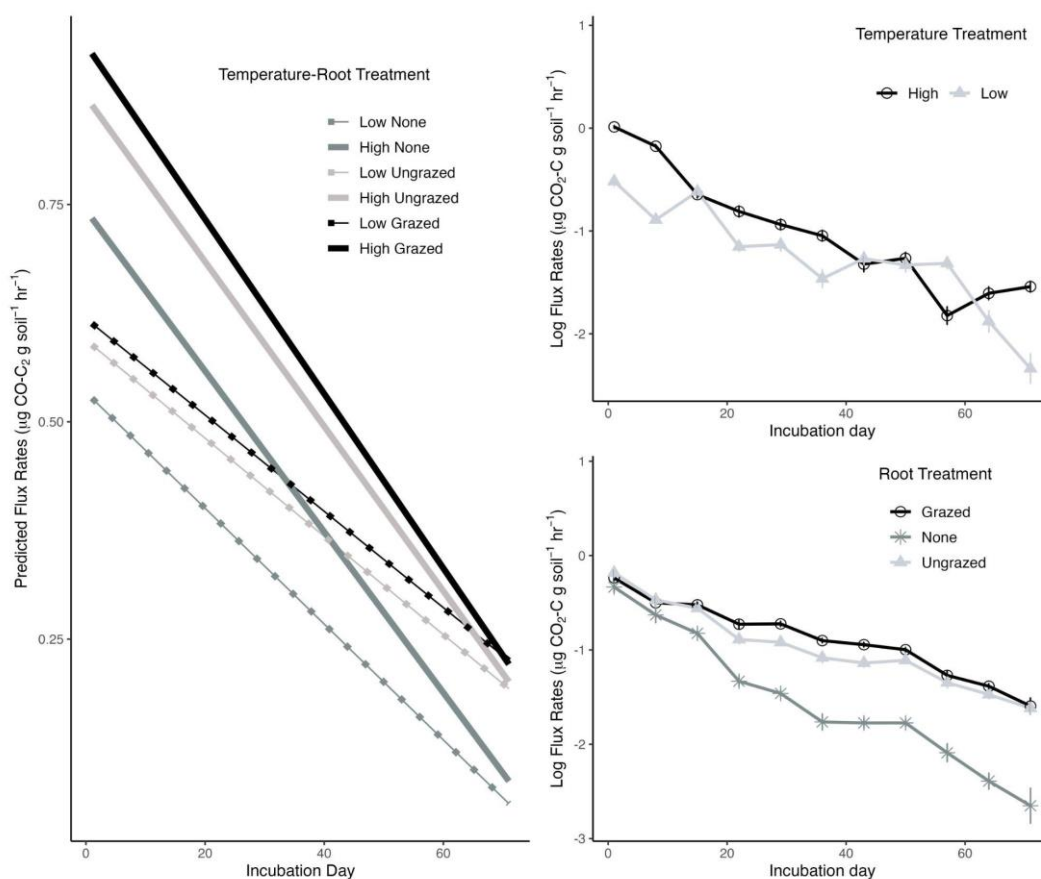 Temperature-Root Treatment
Low None
High None
Low Ungrazed
High Ungrazed
Low Grazed
High Grazed
0.75
0.50
0.25
Predicted Flux Rates (µg CO-C₂ g soil⁻¹ hr⁻¹)
0 20 40 60
Incubation Day
Temperature Treatment
High Low
1
0
-1
-2
Log Flux Rates (µg CO₂-C g soil⁻¹ hr⁻¹)
0 20 40 60
Incubation day
Root Treatment
Grazed
None
Ungrazed
1
0
-1
-2
-3
Log Flux Rates (µg CO₂-C g soil⁻¹ hr⁻¹)
0 20 40 60
Incubation day